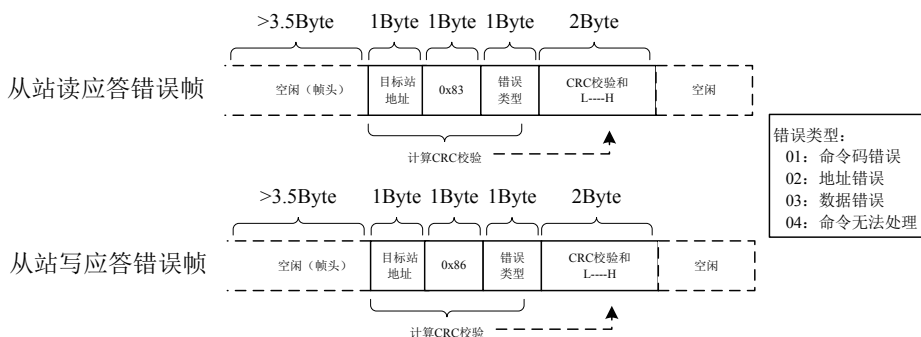 >3.5Byte 1Byte 1Byte 1Byte 2Byte
从站读应答错误帧
空闲（帧头）
目标站
地址
0x83
错误
类型
CRC校验和
L----H
空闲
计算CRC校验
错误类型：
01：命令码错误
02：地址错误
03：数据错误
04：命令无法处理
>3.5Byte 1Byte 1Byte 1Byte 2Byte
从站写应答错误帧
空闲（帧头）
目标站
地址
0x86
错误
类型
CRC校验和
L----H
空闲
计算CRC校验